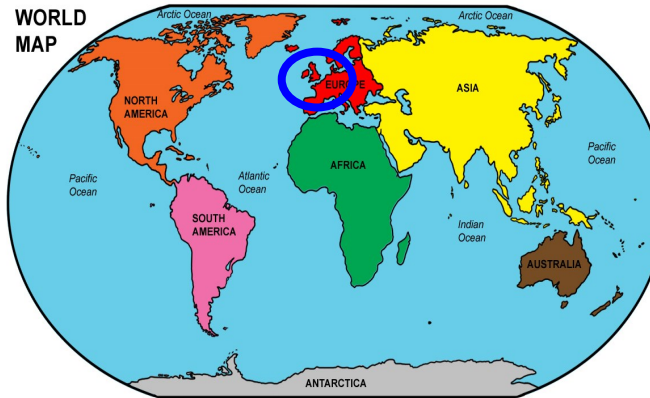 WORLD
MAP
Arctic Ocean
Arctic Ocean
NORTH
AMERICA
EUROPE
ASIA
Pacific
Ocean
Atlantic
Ocean
AFRICA
Pacific
Ocean
SOUTH
AMERICA
Indian
Ocean
AUSTRALIA
ANTARCTICA